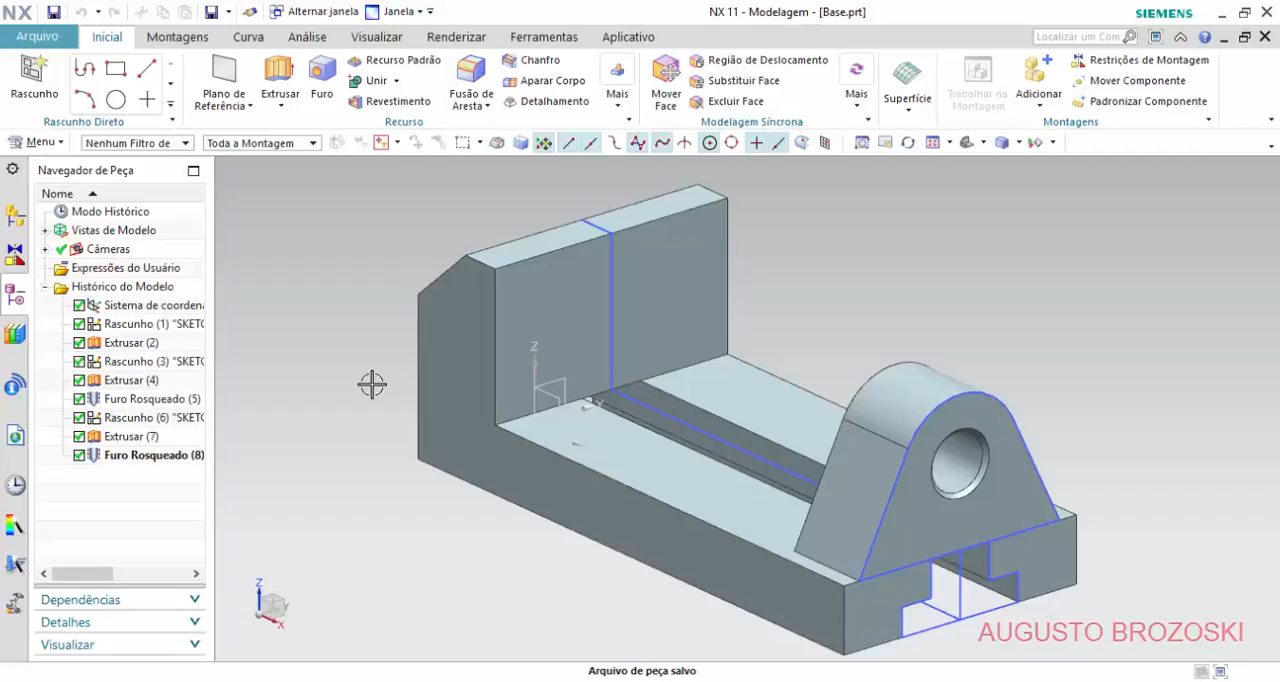 NX
Alternar janela
Janela
NX 11 - Modelagem - [Base.prt]
SIEMENS
Arquivo
Inicial
Montagens
Curva
Análise
Visualizar
Renderizar
Ferramentas
Aplicativo
Localizar um Com
Rascunho
Rascunho Direto
Plano de Referência
Extrusar
Furo
Recurso Padrão
Unir
Revestimento
Fusão de Aresta
Chanfro
Aparar Corpo
Detalhamento
Mais
Recurso
Mover Face
Região de Deslocamento
Substituir Face
Excluir Face
Mais
Modelagem Síncrona
Superfície
Trabalhar na Montagem
Adicionar
Restrições de Montagem
Mover Componente
Padronizar Componente
Montagens
Menu
Nenhum Filtro de
Toda a Montagem
Navegador de Peça
Nome
Modo Histórico
Vistas de Modelo
Câmeras
Expressões do Usuário
Histórico do Modelo
Sistema de coordena
Rascunho (1) "SKETC
Extrusar (2)
Rascunho (3) "SKETC
Extrusar (4)
Furo Rosqueado (5)
Rascunho (6) "SKETC
Extrusar (7)
Furo Rosqueado (8)
Dependências
Detalhes
Visualizar
Z
Z
Y
X
AUGUSTO BROZOSKI
Arquivo de peça salvo